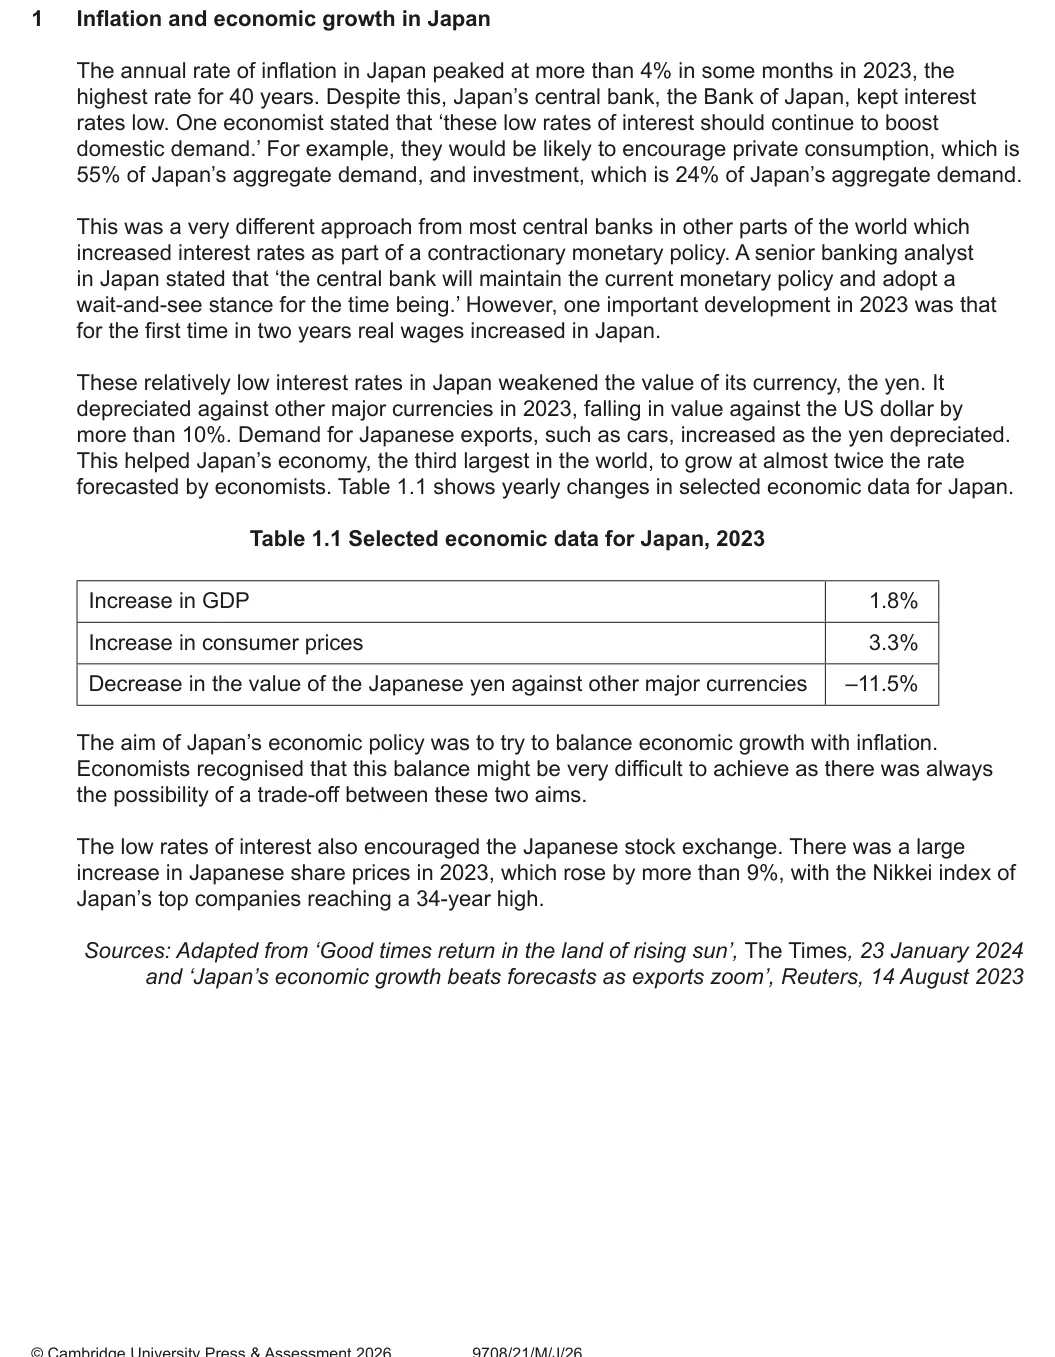 1 Inflation and economic growth in Japan
The annual rate of inflation in Japan peaked at more than 4% in some months in 2023, the
highest rate for 40 years. Despite this, Japan’s central bank, the Bank of Japan, kept interest
rates low. One economist stated that ‘these low rates of interest should continue to boost
domestic demand.’ For example, they would be likely to encourage private consumption, which is
55% of Japan’s aggregate demand, and investment, which is 24% of Japan’s aggregate demand.
This was a very different approach from most central banks in other parts of the world which
increased interest rates as part of a contractionary monetary policy. A senior banking analyst
in Japan stated that ‘the central bank will maintain the current monetary policy and adopt a
wait-and-see stance for the time being.’ However, one important development in 2023 was that
for the first time in two years real wages increased in Japan.
These relatively low interest rates in Japan weakened the value of its currency, the yen. It
depreciated against other major currencies in 2023, falling in value against the US dollar by
more than 10%. Demand for Japanese exports, such as cars, increased as the yen depreciated.
This helped Japan’s economy, the third largest in the world, to grow at almost twice the rate
forecasted by economists. Table 1.1 shows yearly changes in selected economic data for Japan.
Table 1.1 Selected economic data for Japan, 2023
Increase in GDP 1.8%
Increase in consumer prices 3.3%
Decrease in the value of the Japanese yen against other major currencies –11.5%
The aim of Japan’s economic policy was to try to balance economic growth with inflation.
Economists recognised that this balance might be very difficult to achieve as there was always
the possibility of a trade-off between these two aims.
The low rates of interest also encouraged the Japanese stock exchange. There was a large
increase in Japanese share prices in 2023, which rose by more than 9%, with the Nikkei index of
Japan’s top companies reaching a 34-year high.
Sources: Adapted from ‘Good times return in the land of rising sun’, The Times, 23 January 2024
and ‘Japan’s economic growth beats forecasts as exports zoom’, Reuters, 14 August 2023
© Cambridge University Press & Assessment 2026 9708/21/M/J/26